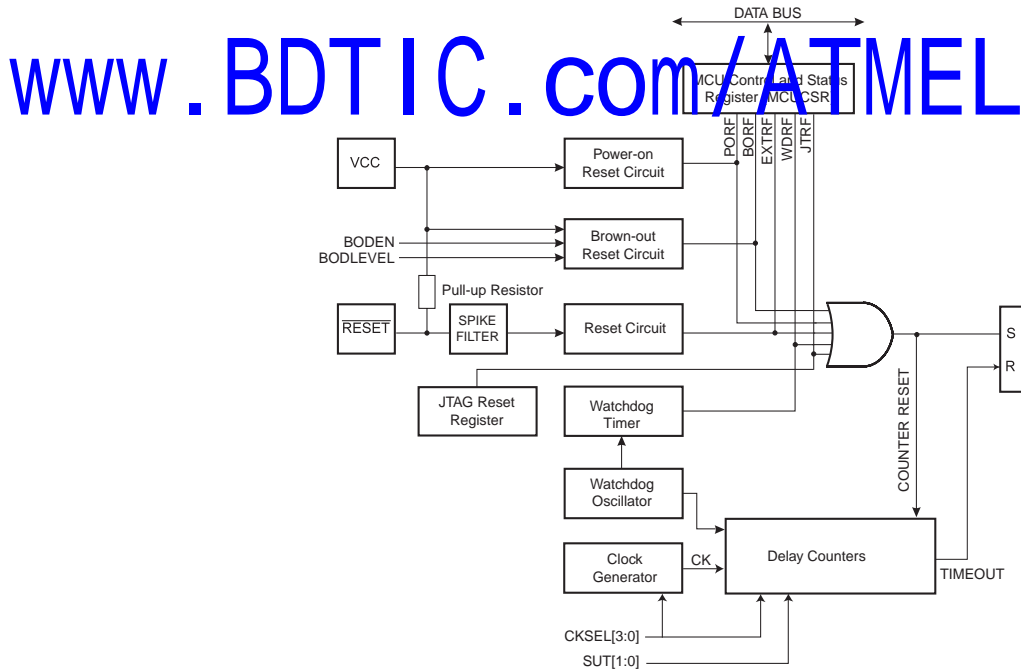 DATA BUS
www.BDTIC.com/ATMEL
MCU Control and Status
Register (MCUCSR)
PORF
BORF
EXTRF
WDRF
JTRF
VCC
Power-on
Reset Circuit
BODEN
BODLEVEL
Brown-out
Reset Circuit
Pull-up Resistor
RESET
SPIKE
FILTER
Reset Circuit
S
R
JTAG Reset
Register
Watchdog
Timer
COUNTER RESET
Watchdog
Oscillator
Clock
Generator
CK
Delay Counters
TIMEOUT
CKSEL[3:0]
SUT[1:0]